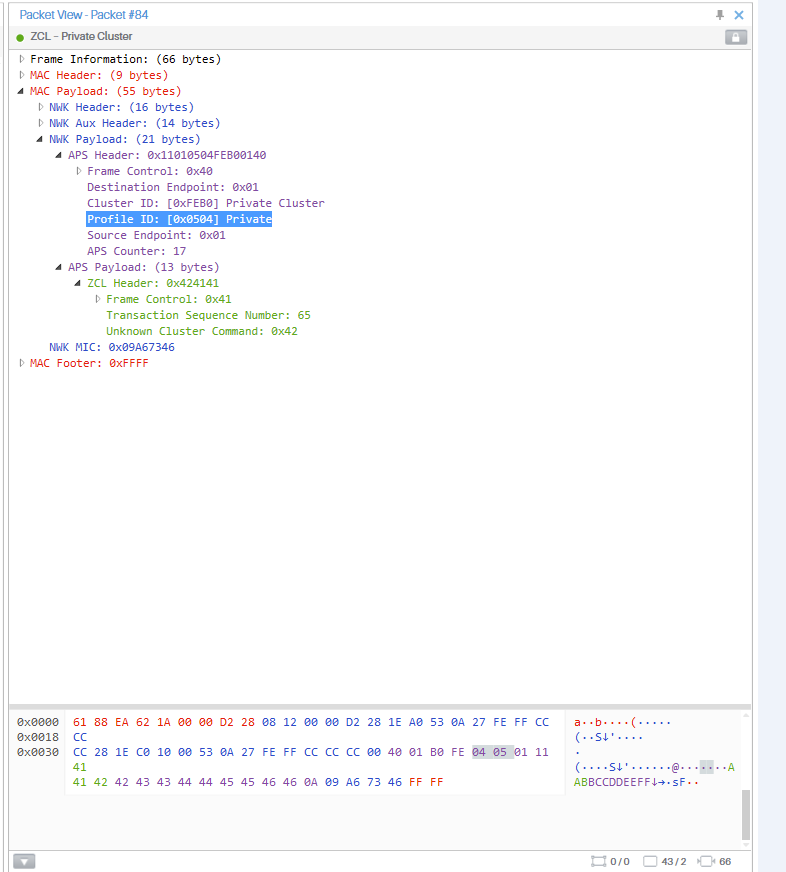 Packet View - Packet #84
ZCL - Private Cluster
Frame Information: (66 bytes)
MAC Header: (9 bytes)
MAC Payload: (55 bytes)
NWK Header: (16 bytes)
NWK Aux Header: (14 bytes)
NWK Payload: (21 bytes)
APS Header: 0x11010504FEB00140
Frame Control: 0x40
Destination Endpoint: 0x01
Cluster ID: [0xFEB0] Private Cluster
Profile ID: [0x0504] Private
Source Endpoint: 0x01
APS Counter: 17
APS Payload: (13 bytes)
ZCL Header: 0x424141
Frame Control: 0x41
Transaction Sequence Number: 65
Unknown Cluster Command: 0x42
NWK MIC: 0x09A67346
MAC Footer: 0xFFFF
0x0000 61 88 EA 62 1A 00 00 D2 28 08 12 00 00 D2 28 1E A0 53 0A 27 FE FF CC a··b····(·····
0x0018 CC (··S↓'····
0x0030 CC 28 1E C0 10 00 53 0A 27 FE FF CC CC CC 00 40 01 B0 FE 04 05 01 11 ·
41 (····S↓'······@·······A
41 42 42 43 43 44 44 45 45 46 46 0A 09 A6 73 46 FF FF ABBCCDDEEFF↓→·sF··
0/0 43/2 66